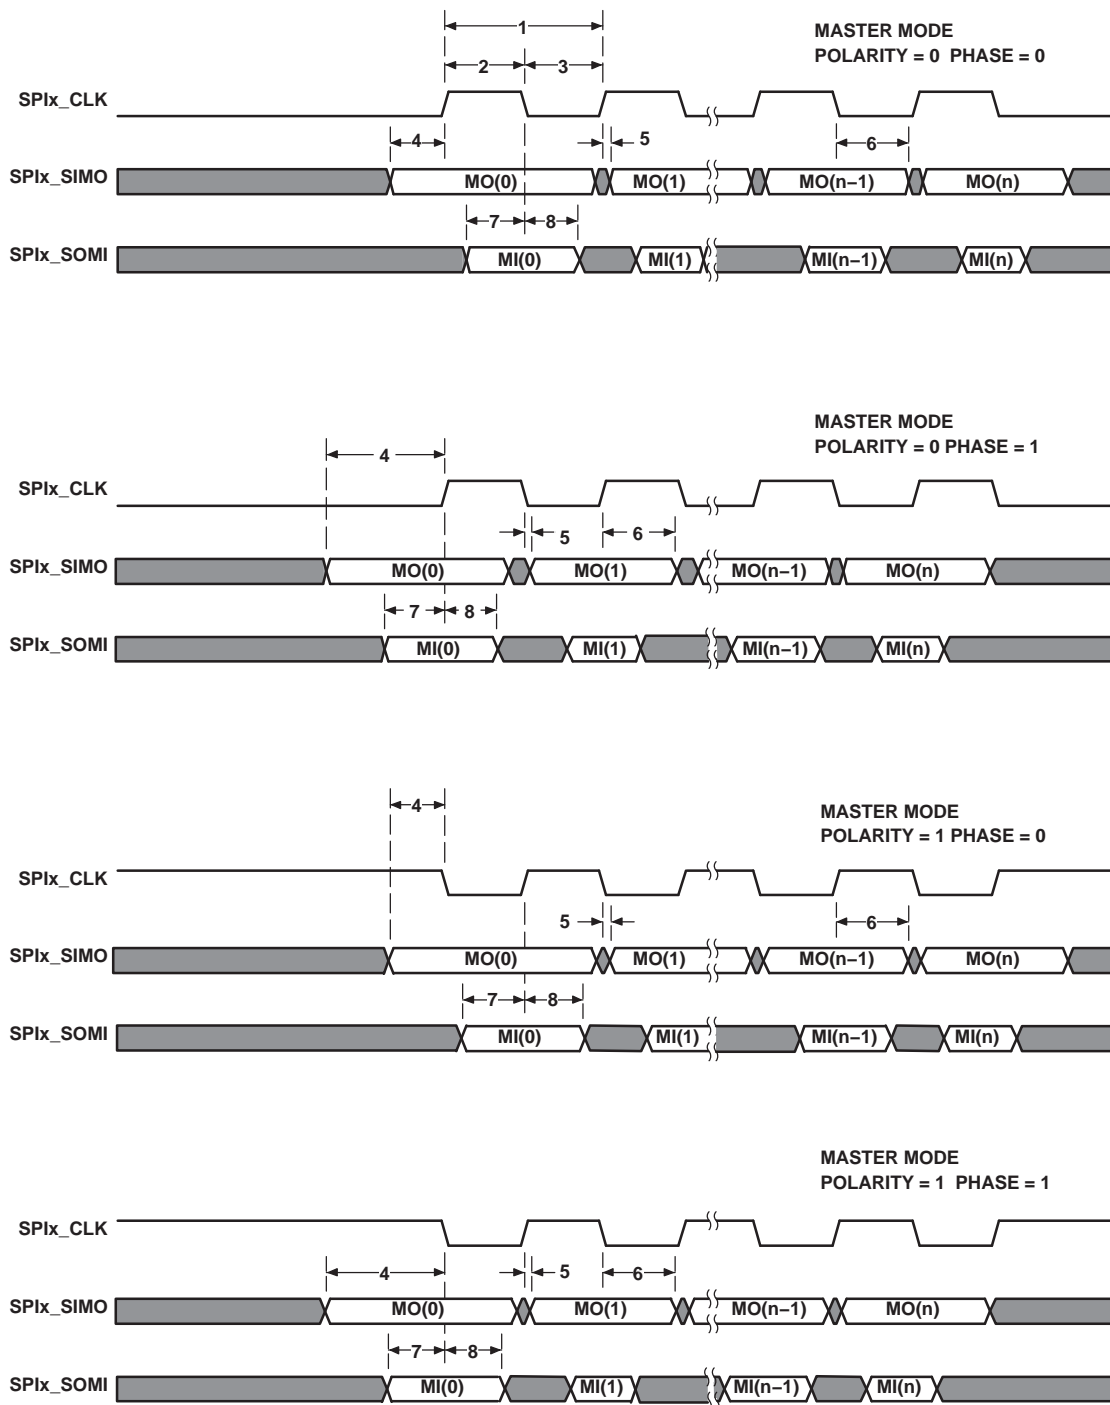 1
MASTER MODE
POLARITY = 0 PHASE = 0
2 3
SPIx_CLK
4 5 6
SPIx_SIMO MO(0) MO(1) MO(n−1) MO(n)
7 8
SPIx_SOMI MI(0) MI(1) MI(n−1) MI(n)
MASTER MODE
POLARITY = 0 PHASE = 1
4
SPIx_CLK
5 6
SPIx_SIMO MO(0) MO(1) MO(n−1) MO(n)
7 8
SPIx_SOMI MI(0) MI(1) MI(n−1) MI(n)
4
MASTER MODE
POLARITY = 1 PHASE = 0
SPIx_CLK
5 6
SPIx_SIMO MO(0) MO(1) MO(n−1) MO(n)
7 8
SPIx_SOMI MI(0) MI(1) MI(n−1) MI(n)
MASTER MODE
POLARITY = 1 PHASE = 1
SPIx_CLK
4 5 6
SPIx_SIMO MO(0) MO(1) MO(n−1) MO(n)
7 8
SPIx_SOMI MI(0) MI(1) MI(n−1) MI(n)